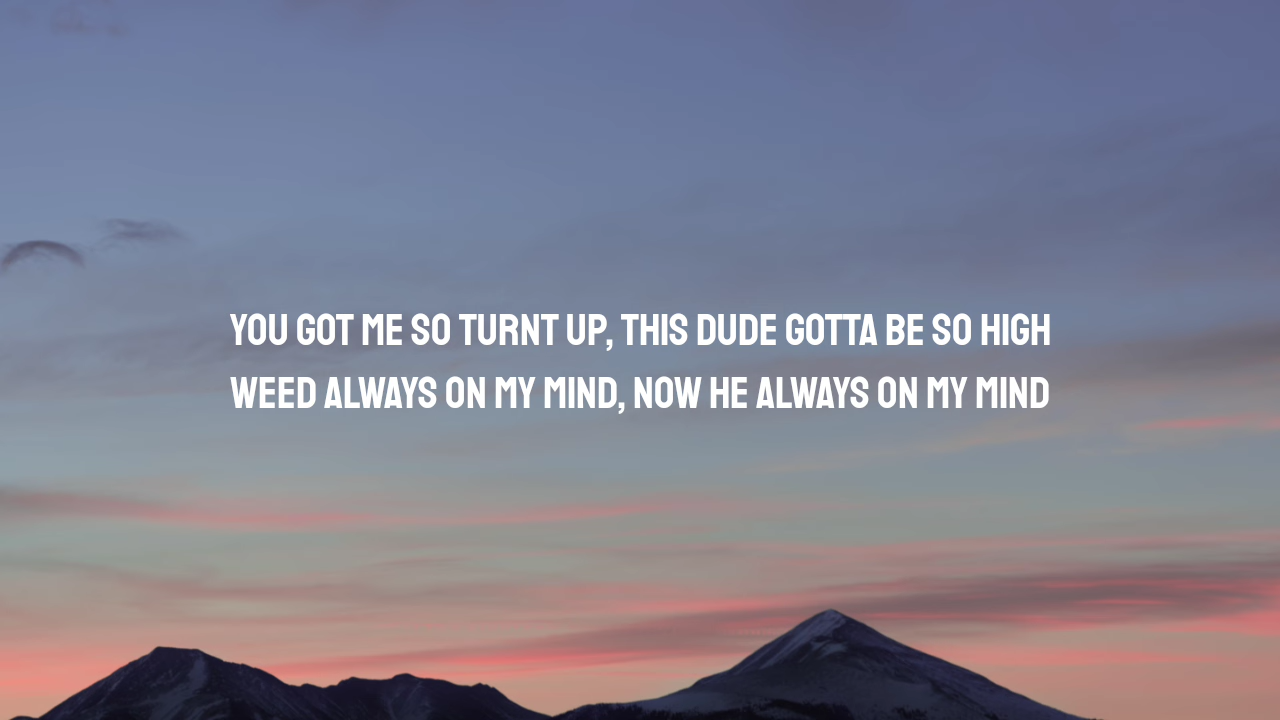 YOU GOT ME SO TURNT UP, THIS DUDE GOTTA BE SO HIGH
WEED ALWAYS ON MY MIND, NOW HE ALWAYS ON MY MIND